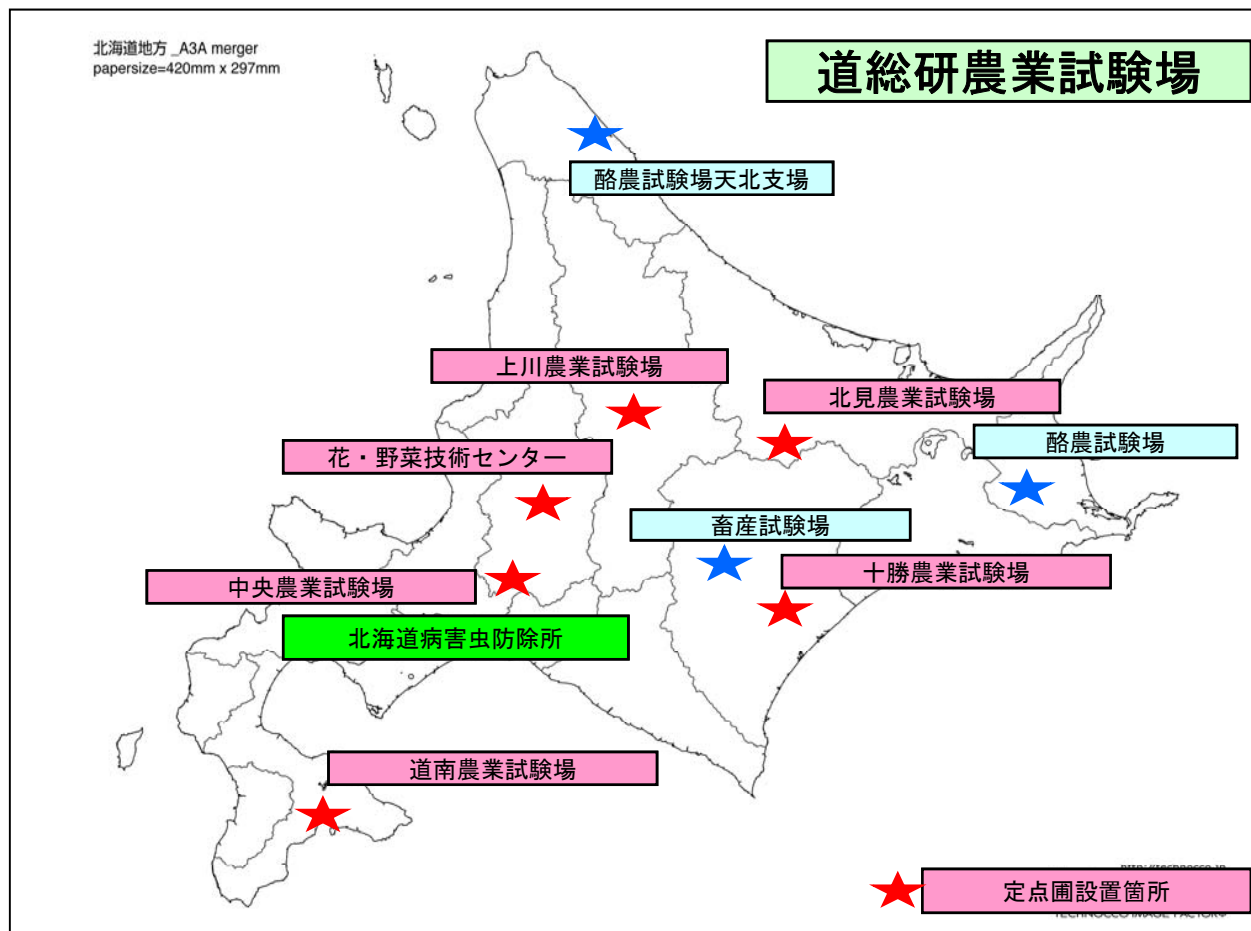 北海道地方 _A3A merger
papersize=420mm x 297mm
道総研農業試験場
酪農試験場天北支場
上川農業試験場
北見農業試験場
花・野菜技術センター
酪農試験場
畜産試験場
中央農業試験場
十勝農業試験場
北海道病害虫防除所
道南農業試験場
定点圃設置箇所